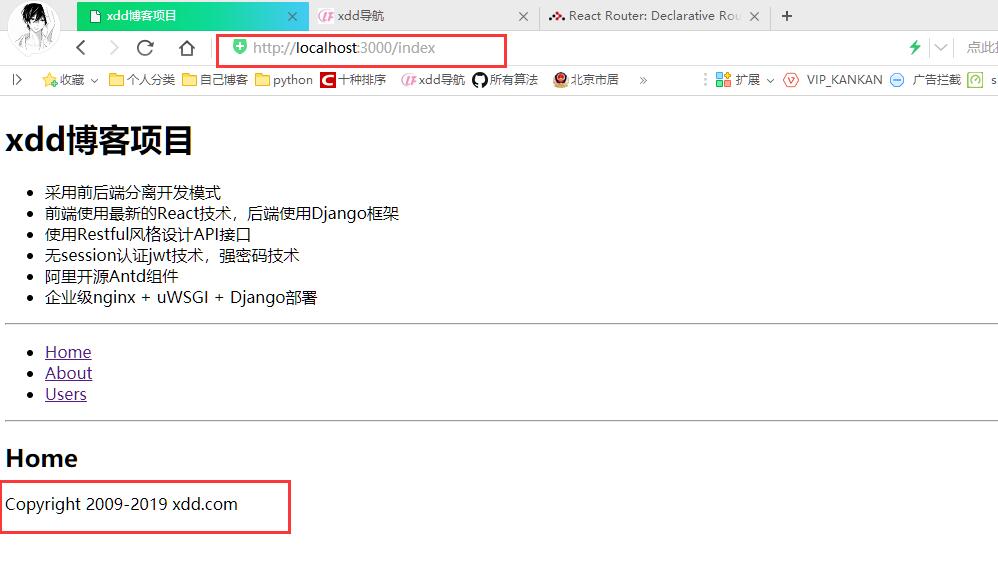 xdd博客项目
xdd导航
React Router: Declarative Rou
http://localhost:3000/index
点此搜
收藏 个人分类 自己博客 python 十种排序 xdd导航 所有算法 北京市居 » 扩展 VIP_KANKAN 广告拦截 s
xdd博客项目
采用前后端分离开发模式
前端使用最新的React技术，后端使用Django框架
使用Restful风格设计API接口
无session认证jwt技术，强密码技术
阿里开源Antd组件
企业级nginx + uWSGI + Django部署
Home
About
Users
Home
Copyright 2009-2019 xdd.com